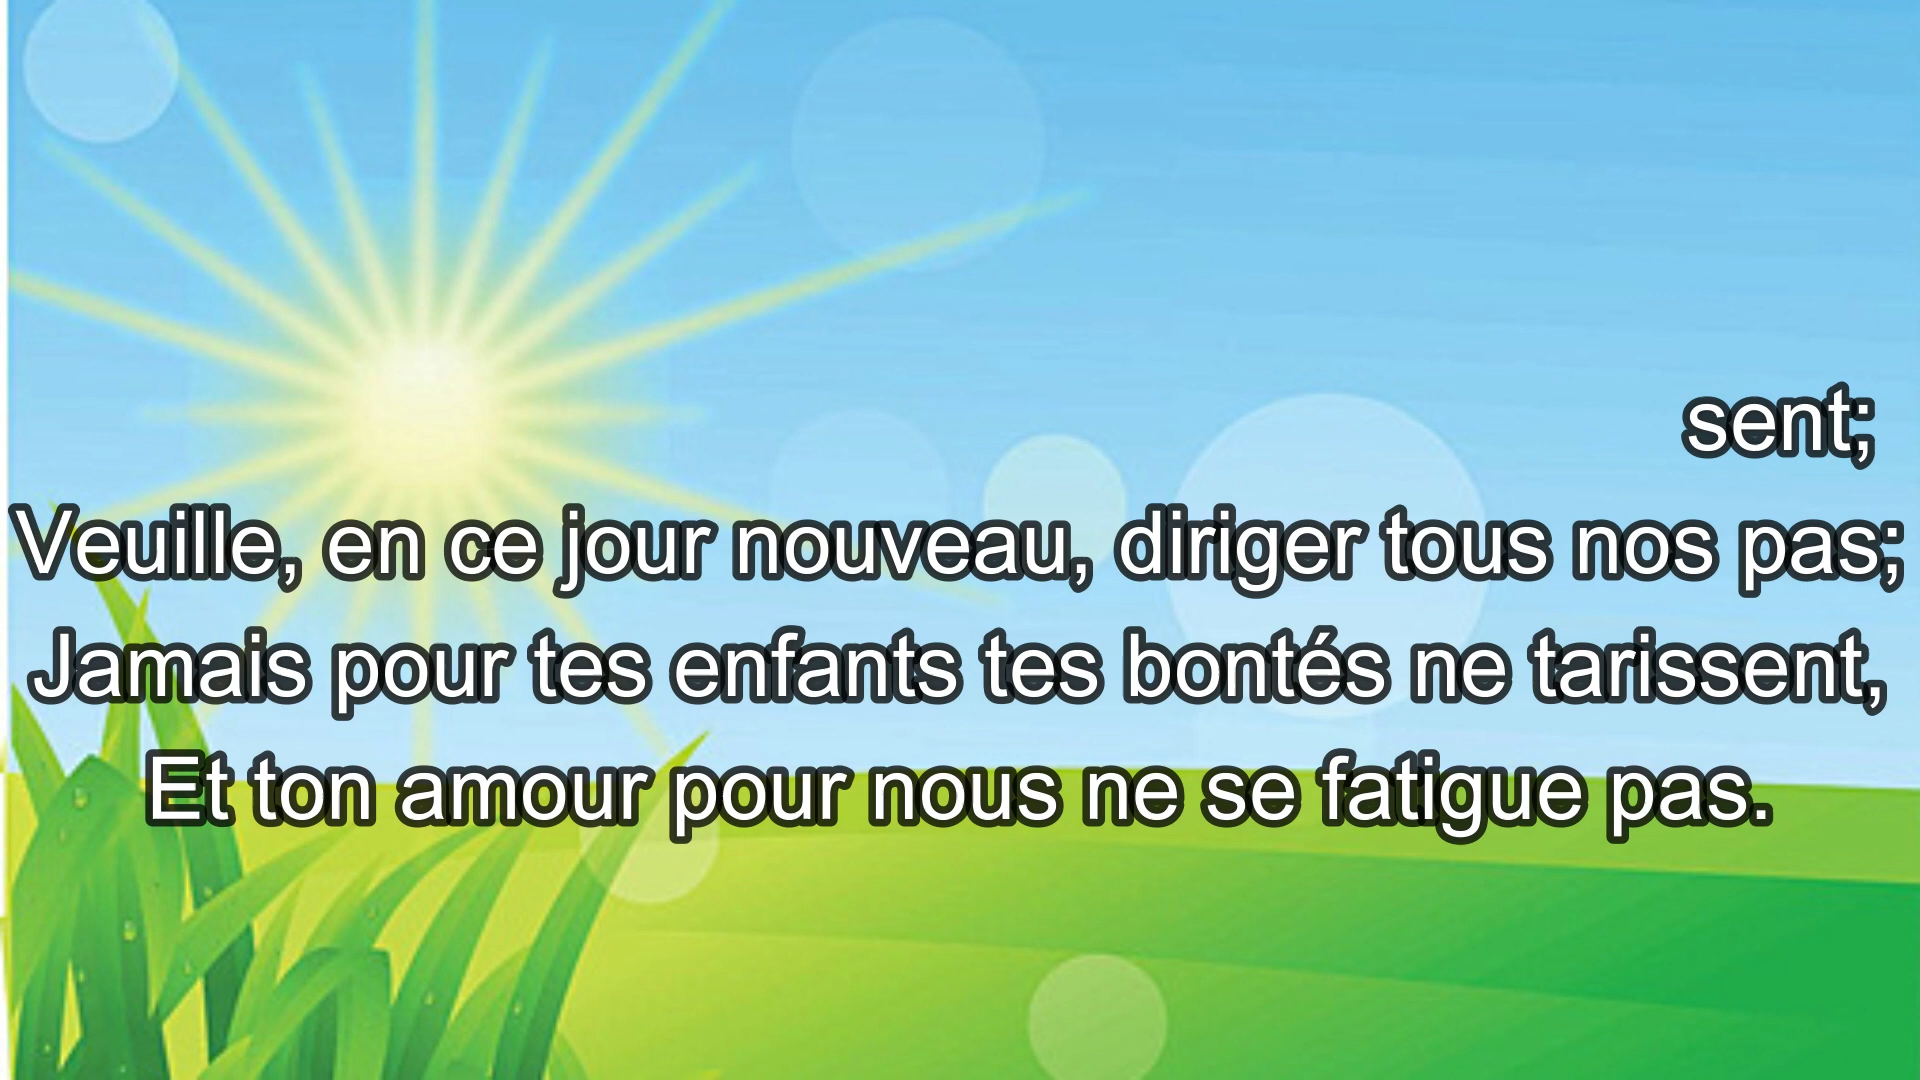 sent;
Veuille, en ce jour nouveau, diriger tous nos pas;
Jamais pour tes enfants tes bontés ne tarissent,
Et ton amour pour nous ne se fatigue pas.